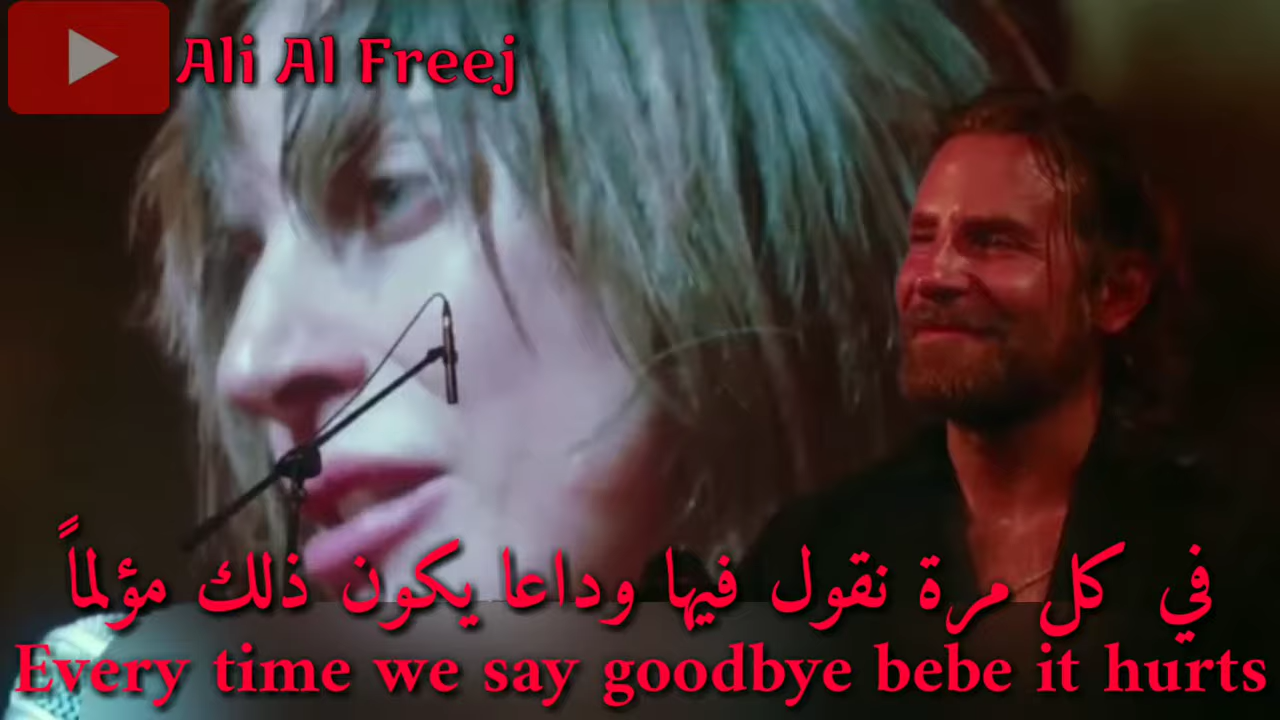 Ali Al Freej
في كل مرة نقول فيها وداعا يكون ذلك مؤلماً
Every time we say goodbye bebe it hurts